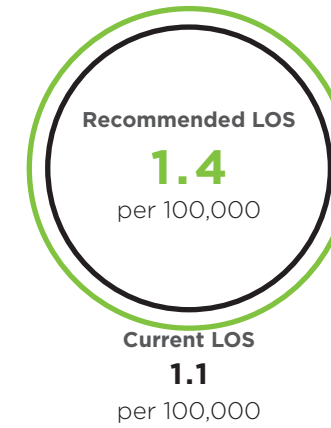 Recommended LOS
1.4
per 100,000
Current LOS
1.1
per 100,000